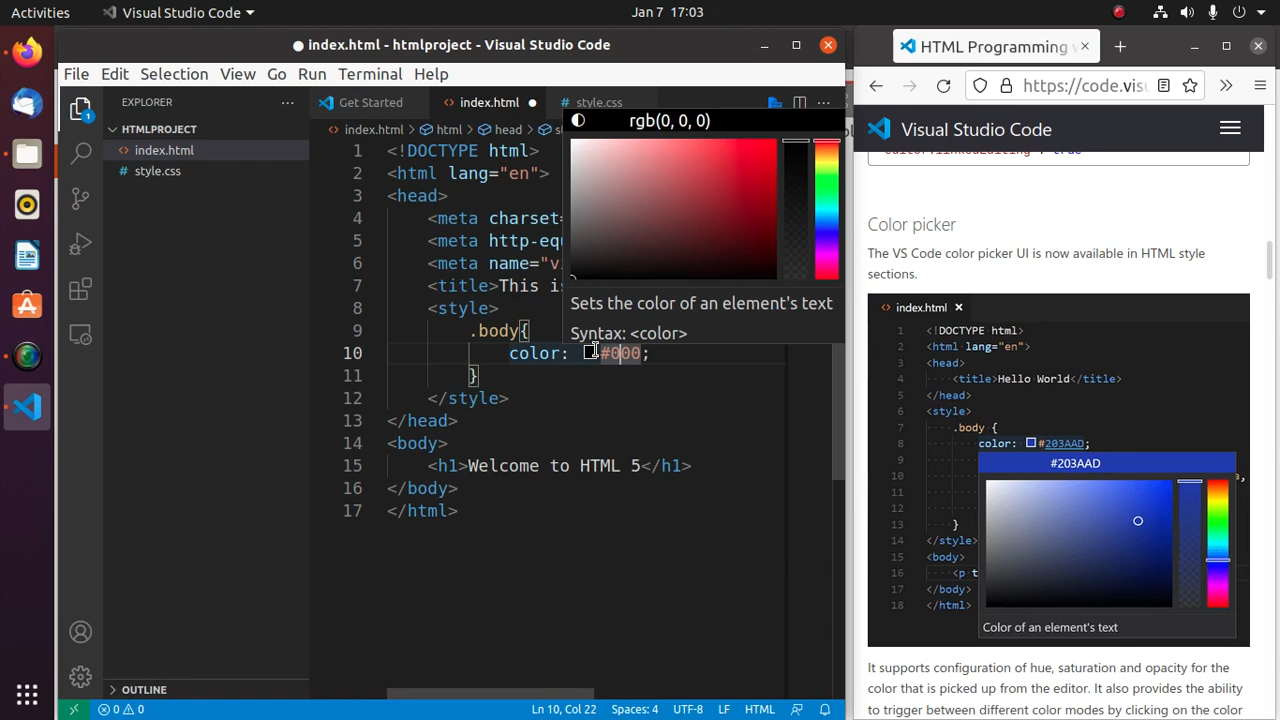 Activities
Visual Studio Code
Jan 7 17:03
index.html - htmlproject - Visual Studio Code
File Edit Selection View Go Run Terminal Help
EXPLORER
HTMLPROJECT
index.html
style.css
OUTLINE
Get Started
index.html
style.css
index.html > html > head >
1 <!DOCTYPE html>
2 <html lang="en">
3 <head>
4 <meta charset=
5 <meta http-equ
6 <meta name="v
7 <title>This is
8 <style>
9 .body{
10 color: #000;
11 }
12 </style>
13 </head>
14 <body>
15 <h1>Welcome to HTML 5</h1>
16 </body>
17 </html>
rgb(0, 0, 0)
Sets the color of an element's text
Syntax: <color>
1
0 0
Ln 10, Col 22
Spaces: 4
UTF-8
LF
HTML
HTML Programming w
https://code.vis
Visual Studio Code
Color picker
The VS Code color picker UI is now available in HTML style
sections.
index.html
1 <!DOCTYPE html>
2 <html>
3 <head>
4 <title>Hello World</title>
5 </head>
6 <style>
7 .body {
8 color: #203AAD;
9
10
11
12
13 }
14 </style>
15 <body>
16 <p t
17 </body>
18 </html>
#203AAD
Color of an element's text
It supports configuration of hue, saturation and opacity for the
color that is picked up from the editor. It also provides the ability
to trigger between different color modes by clicking on the color